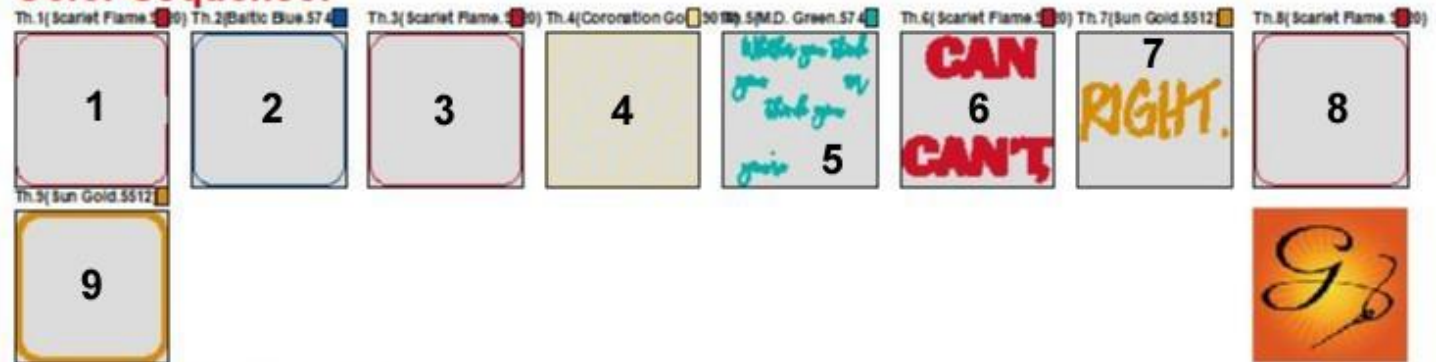 Color Sequence:
Th.1( Scarlet Flame. Th.2(Baltic Blue.574 Th.3( Scarlet Flame. Th.4(Coronation Go Th.5(M.D. Green.574 Th.6( Scarlet Flame. Th.7(Sun Gold.5512) Th.8( Scarlet Flame.
1 2 3 4 5 6 7 8
Whether you think
you or
think you
you're
CAN
CAN'T,
RIGHT.
Th.9( Sun Gold.5512)
9
G